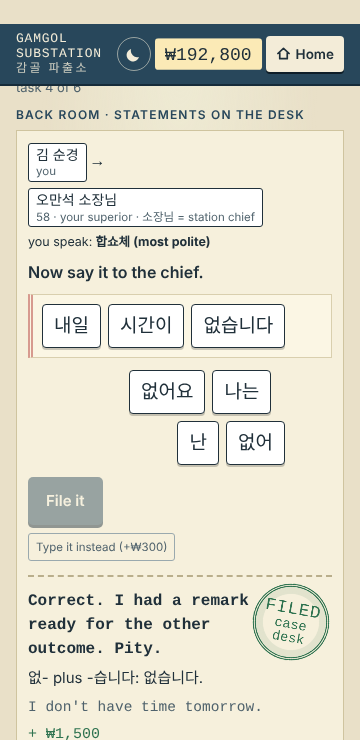 GAMGOL
SUBSTATION
감골 파출소
₩192,800
Home
task 4 of 6
BACK ROOM · STATEMENTS ON THE DESK
김 순경
you
→
오만석 소장님
58 · your superior · 소장님 = station chief
you speak: 합쇼체 (most polite)
Now say it to the chief.
내일 시간이 없습니다
없어요 나는
난 없어
File it
Type it instead (+₩300)
Correct. I had a remark
ready for the other
outcome. Pity.
FILED
case
desk
없- plus -습니다: 없습니다.
I don't have time tomorrow.
+ ₩1,500